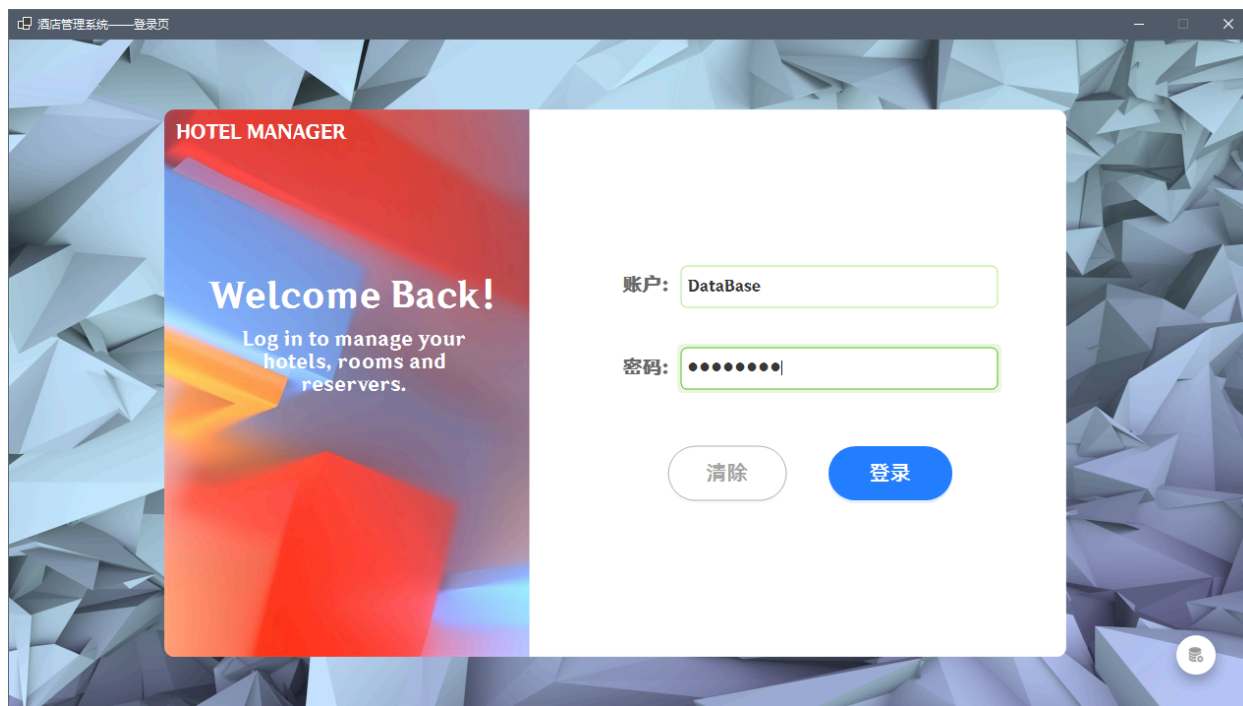 酒店管理系统——登录页
HOTEL MANAGER
Welcome Back!
Log in to manage your
hotels, rooms and
reservers.
账户: DataBase
密码: ●●●●●●●●
清除 登录